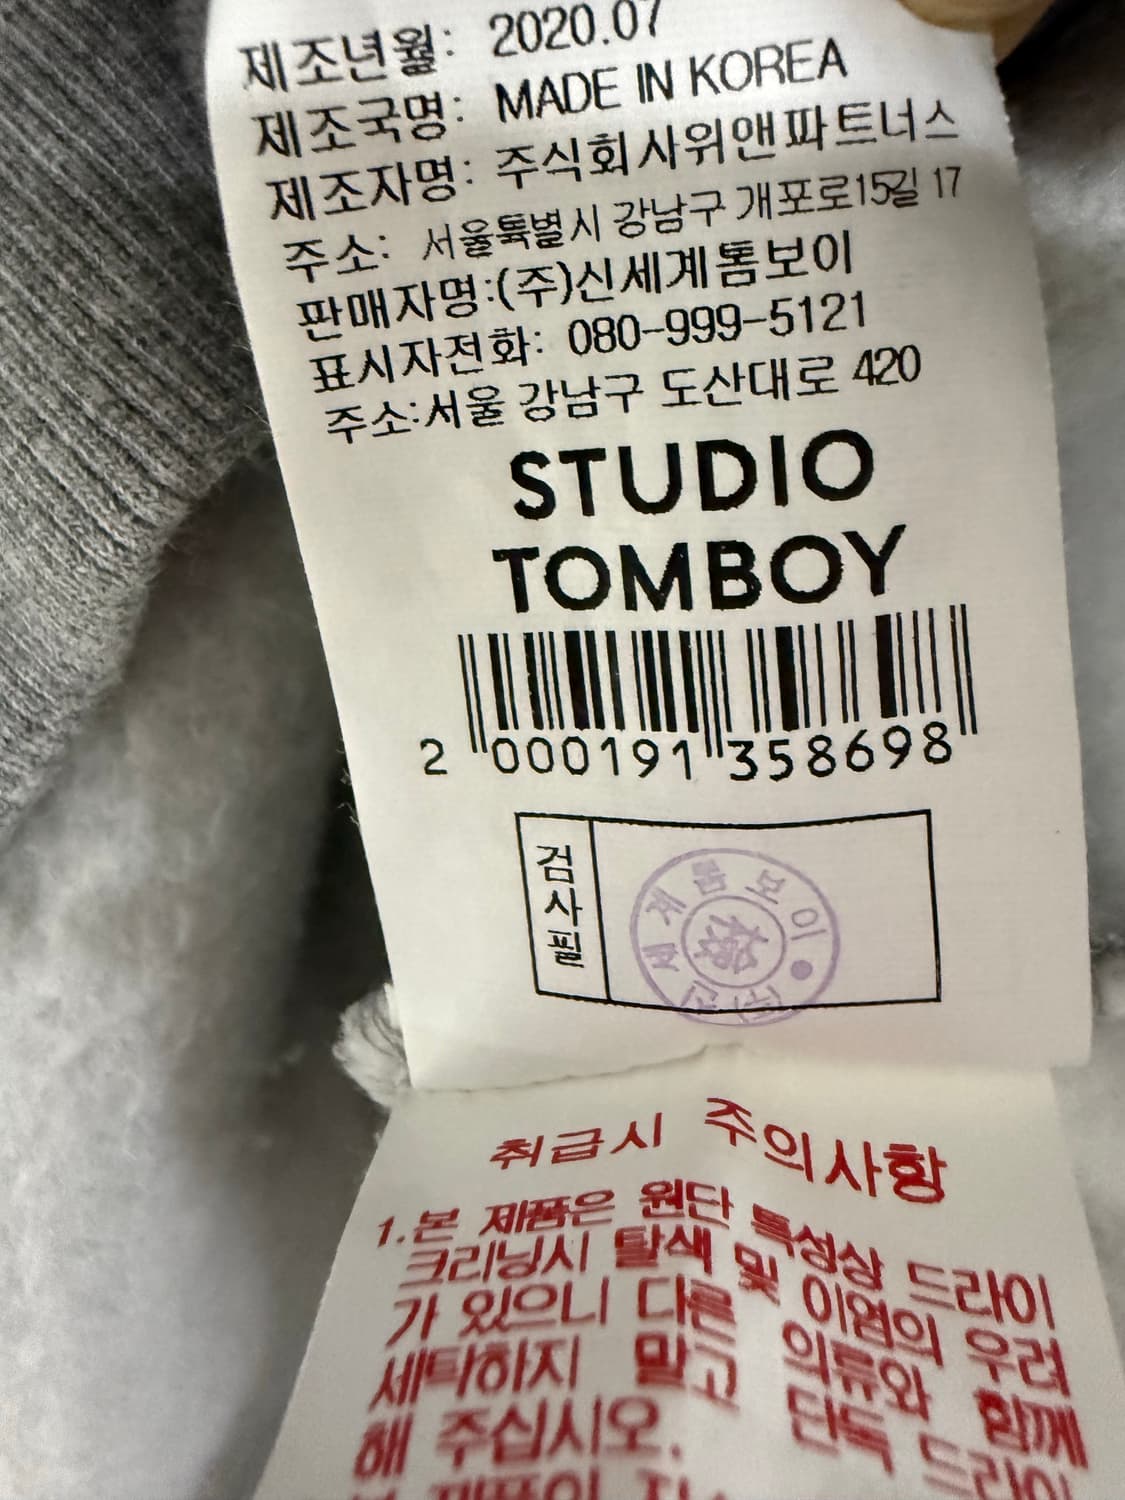 제조년월: 2020.07
제조국명: MADE IN KOREA
제조자명: 주식회사위앤파트너스
주소: 서울특별시 강남구 개포로15길 17
판매자명:(주)신세계톰보이
표시자전화: 080-999-5121
주소:서울 강남구 도산대로 420
STUDIO
TOMBOY
2 000191 358698
검사필
톰보이
취급시 주의사항
1.본 제품은 원단 특성상 드라이
크리닝시 탈색 및 이염의 우려
가 있으니 다른 의류와 함께
세탁하지 말고 단독 드라이
해 주십시오.